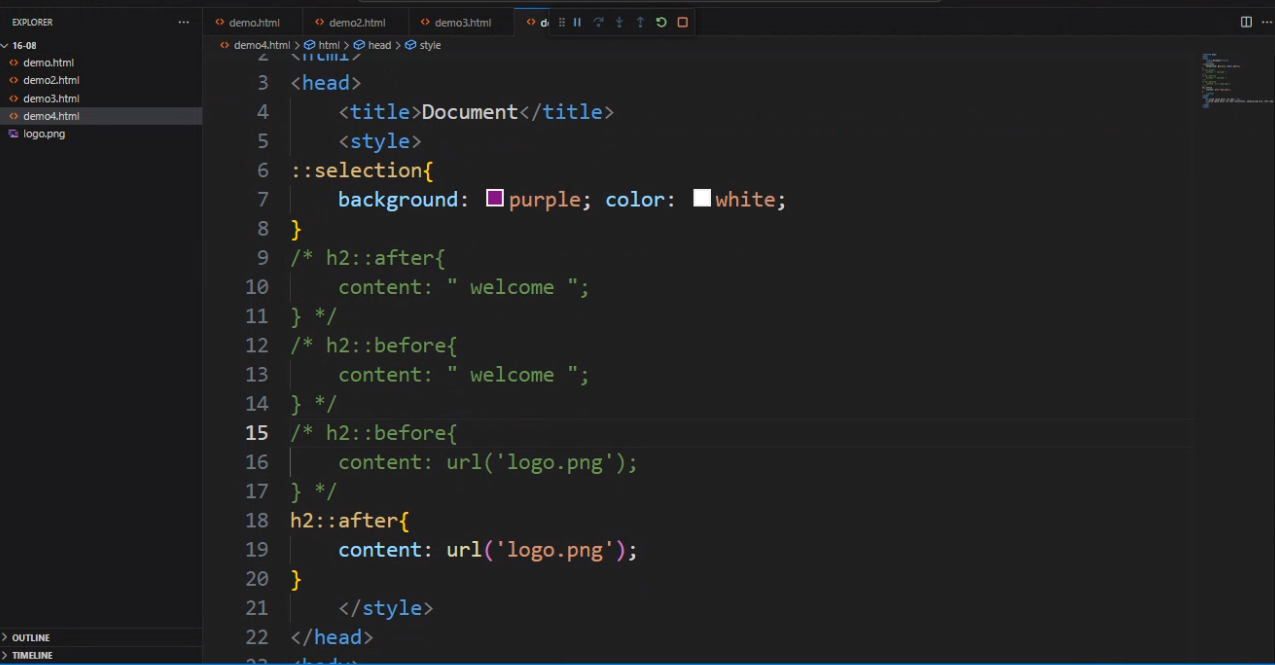 EXPLORER
16-08
demo.html
demo2.html
demo3.html
demo4.html
logo.png
OUTLINE
TIMELINE
demo.html demo2.html demo3.html
demo4.html > html > head > style
2 <html>
3 <head>
4 <title>Document</title>
5 <style>
6 ::selection{
7 background: purple; color: white;
8 }
9 /* h2::after{
10 content: " welcome ";
11 } */
12 /* h2::before{
13 content: " welcome ";
14 } */
15 /* h2::before{
16 content: url('logo.png');
17 } */
18 h2::after{
19 content: url('logo.png');
20 }
21 </style>
22 </head>
23 <body>